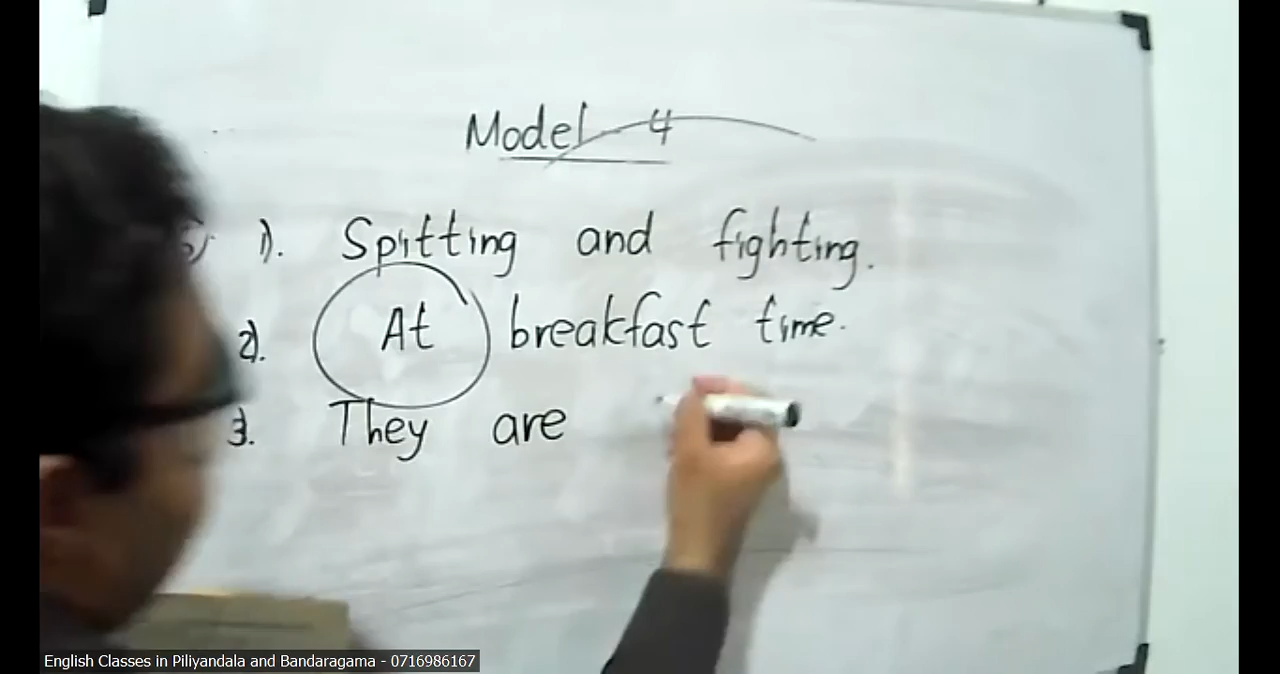 Model 4
1). Spitting and fighting.
2). At breakfast time.
3. They are
English Classes in Piliyandala and Bandaragama - 0716986167